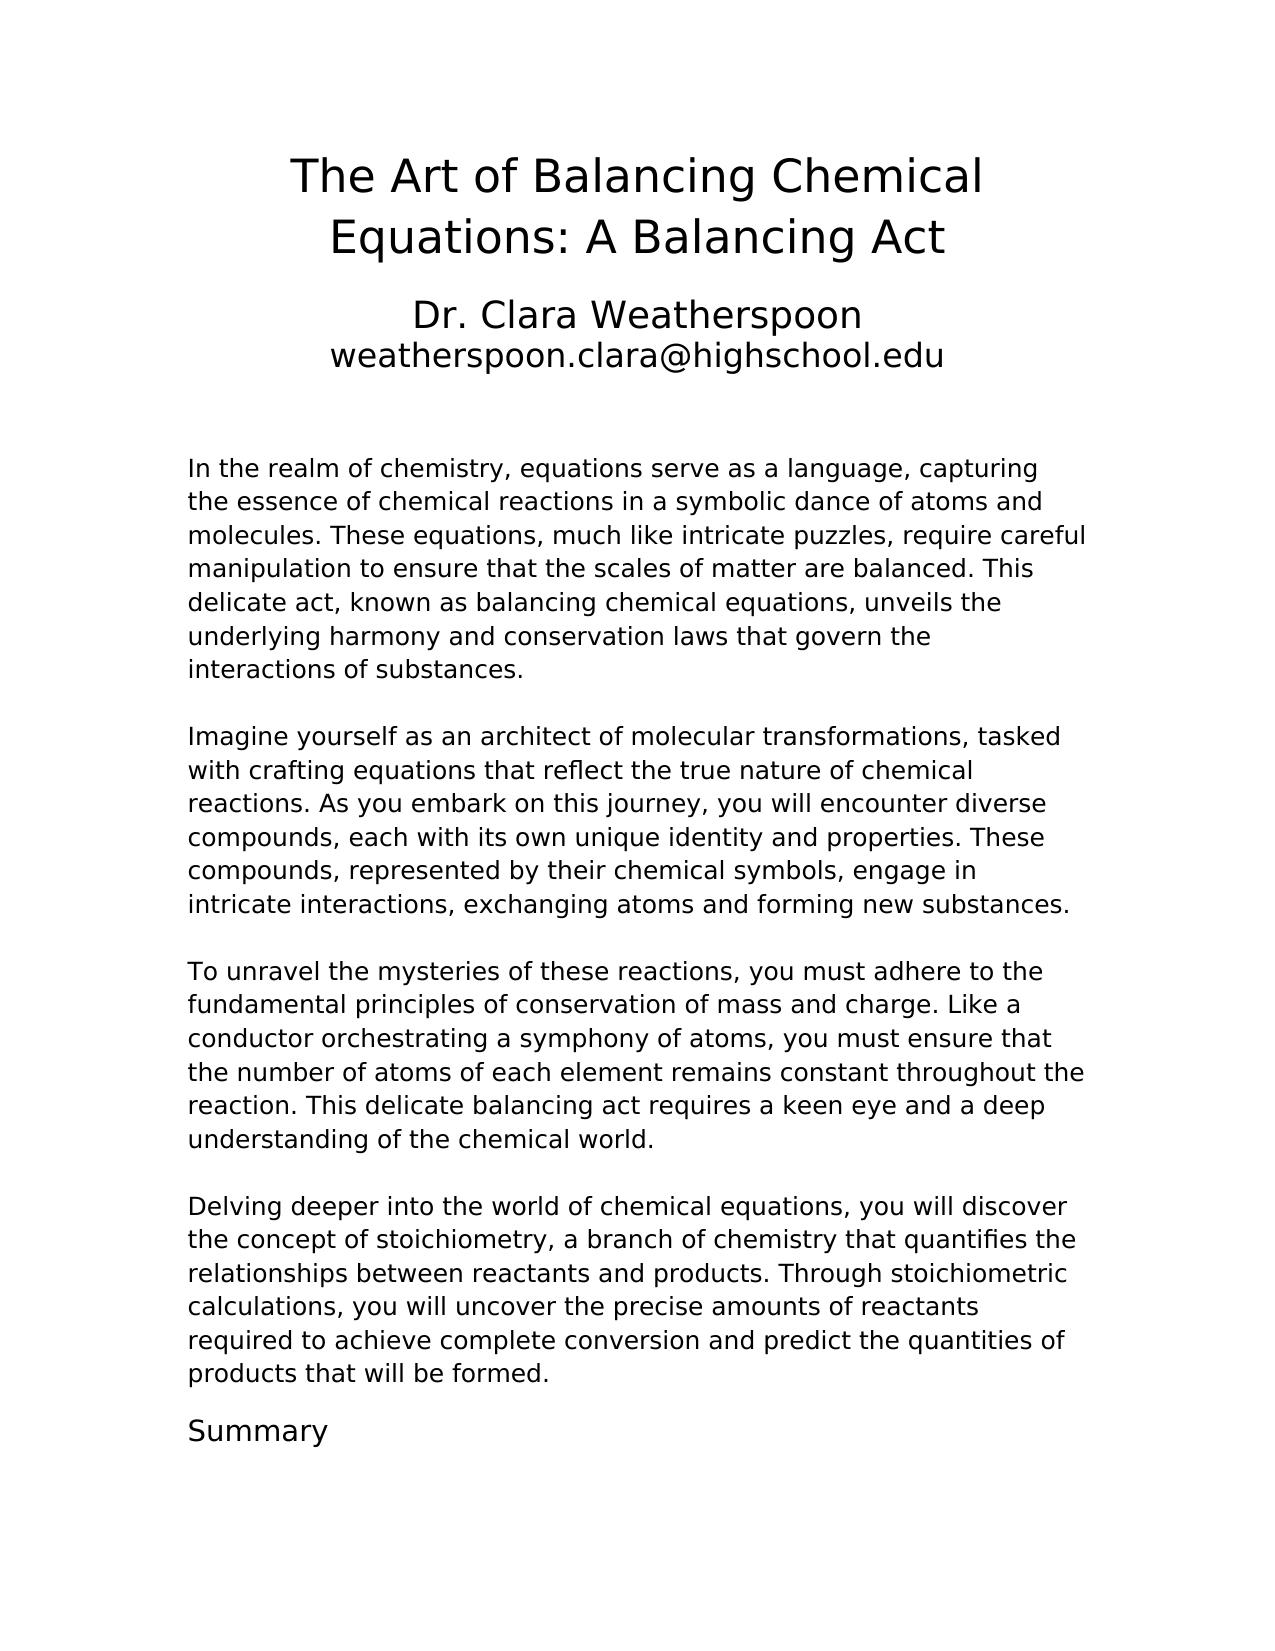 The Art of Balancing Chemical
Equations: A Balancing Act
Dr. Clara Weatherspoon
weatherspoon.clara@highschool.edu
In the realm of chemistry, equations serve as a language, capturing
the essence of chemical reactions in a symbolic dance of atoms and
molecules. These equations, much like intricate puzzles, require careful
manipulation to ensure that the scales of matter are balanced. This
delicate act, known as balancing chemical equations, unveils the
underlying harmony and conservation laws that govern the
interactions of substances.
Imagine yourself as an architect of molecular transformations, tasked
with crafting equations that reflect the true nature of chemical
reactions. As you embark on this journey, you will encounter diverse
compounds, each with its own unique identity and properties. These
compounds, represented by their chemical symbols, engage in
intricate interactions, exchanging atoms and forming new substances.
To unravel the mysteries of these reactions, you must adhere to the
fundamental principles of conservation of mass and charge. Like a
conductor orchestrating a symphony of atoms, you must ensure that
the number of atoms of each element remains constant throughout the
reaction. This delicate balancing act requires a keen eye and a deep
understanding of the chemical world.
Delving deeper into the world of chemical equations, you will discover
the concept of stoichiometry, a branch of chemistry that quantifies the
relationships between reactants and products. Through stoichiometric
calculations, you will uncover the precise amounts of reactants
required to achieve complete conversion and predict the quantities of
products that will be formed.
Summary